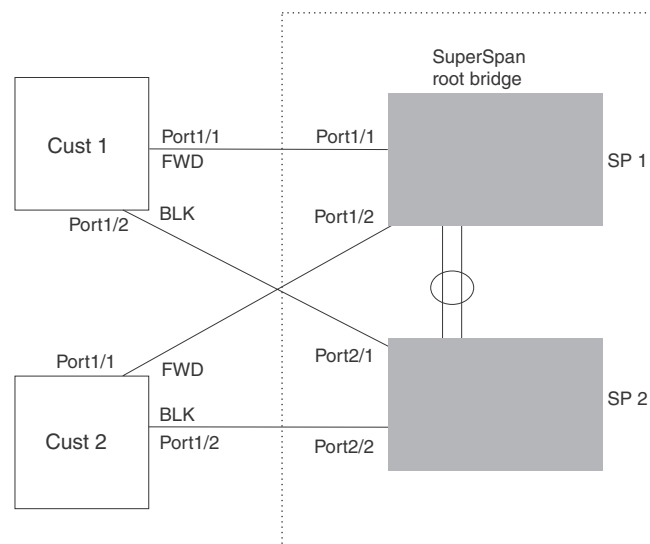 SuperSpan
root bridge
Cust 1
Port1/1
FWD
Port1/1
SP 1
Port1/2
BLK
Port1/2
Port1/1
FWD
Port2/1
SP 2
Cust 2
BLK
Port1/2
Port2/2